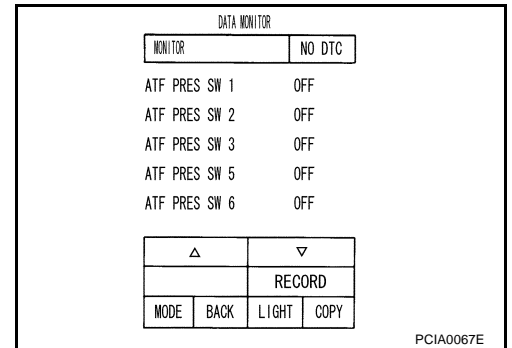 DATA MONITOR
MONITOR NO DTC
ATF PRES SW 1 OFF
ATF PRES SW 2 OFF
ATF PRES SW 3 OFF
ATF PRES SW 5 OFF
ATF PRES SW 6 OFF
△ ▽
RECORD
MODE BACK LIGHT COPY
PCIA0067E